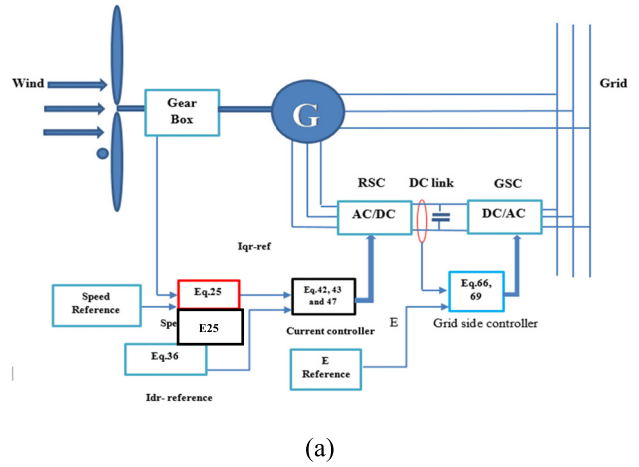 Wind
Grid
Gear
Box
G
RSC
DC link
GSC
AC/DC
DC/AC
Iqr-ref
Speed
Reference
Eq.25
Eq.42, 43
and 47
Eq.66,
69
Spe
E25
Current controller
E
Grid side controller
Eq.36
E
Reference
Idr- reference
(a)